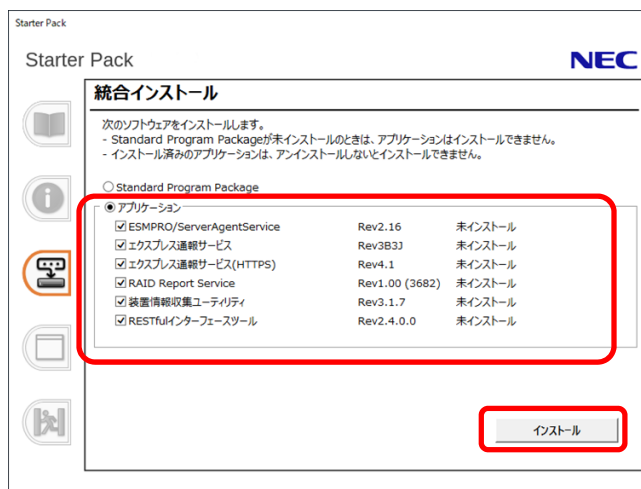 Starter Pack
Starter Pack NEC
統合インストール
次のソフトウェアをインストールします。
- Standard Program Packageが未インストールのときは、アプリケーションはインストールできません。
- インストール済みのアプリケーションは、アンインストールしないとインストールできません。
Standard Program Package
アプリケーション
ESMPRO/ServerAgentService Rev2.16 未インストール
エクスプレス通報サービス Rev3B3J 未インストール
エクスプレス通報サービス(HTTPS) Rev4.1 未インストール
RAID Report Service Rev1.00 (3682) 未インストール
装置情報収集ユーティリティ Rev3.1.7 未インストール
RESTfulインターフェースツール Rev2.4.0.0 未インストール
インストール